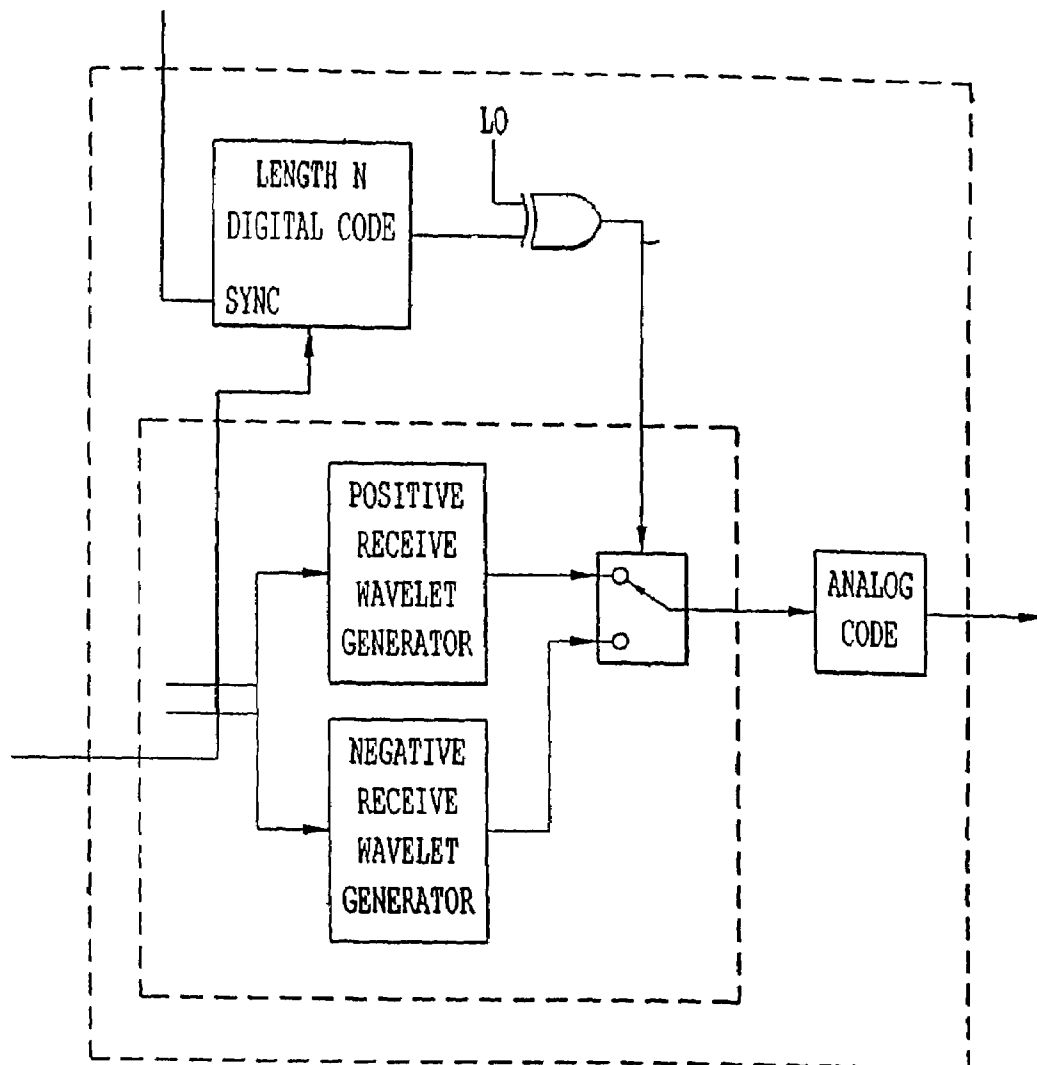 LO
LENGTH N
DIGITAL CODE
SYNC
POSITIVE
RECEIVE
WAVELET
GENERATOR
ANALOG
CODE
NEGATIVE
RECEIVE
WAVELET
GENERATOR